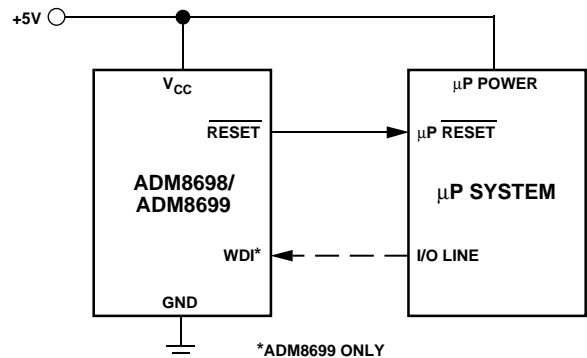 +5V
VCC
μP POWER
RESET
μP RESET
ADM8698/
ADM8699
μP SYSTEM
WDI*
I/O LINE
GND
*ADM8699 ONLY